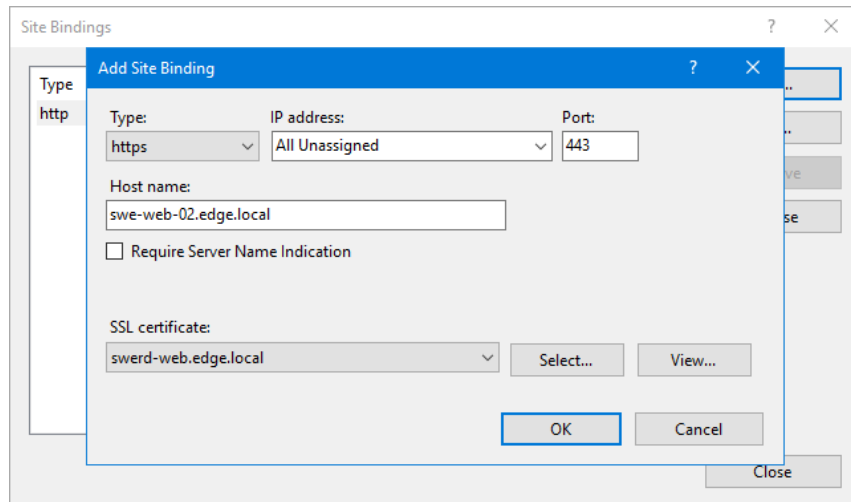 Site Bindings
?
Add Site Binding
?
Type
http
Type:
IP address:
Port:
https
All Unassigned
443
Host name:
swe-web-02.edge.local
Require Server Name Indication
SSL certificate:
swerd-web.edge.local
Select...
View...
OK
Cancel
Close